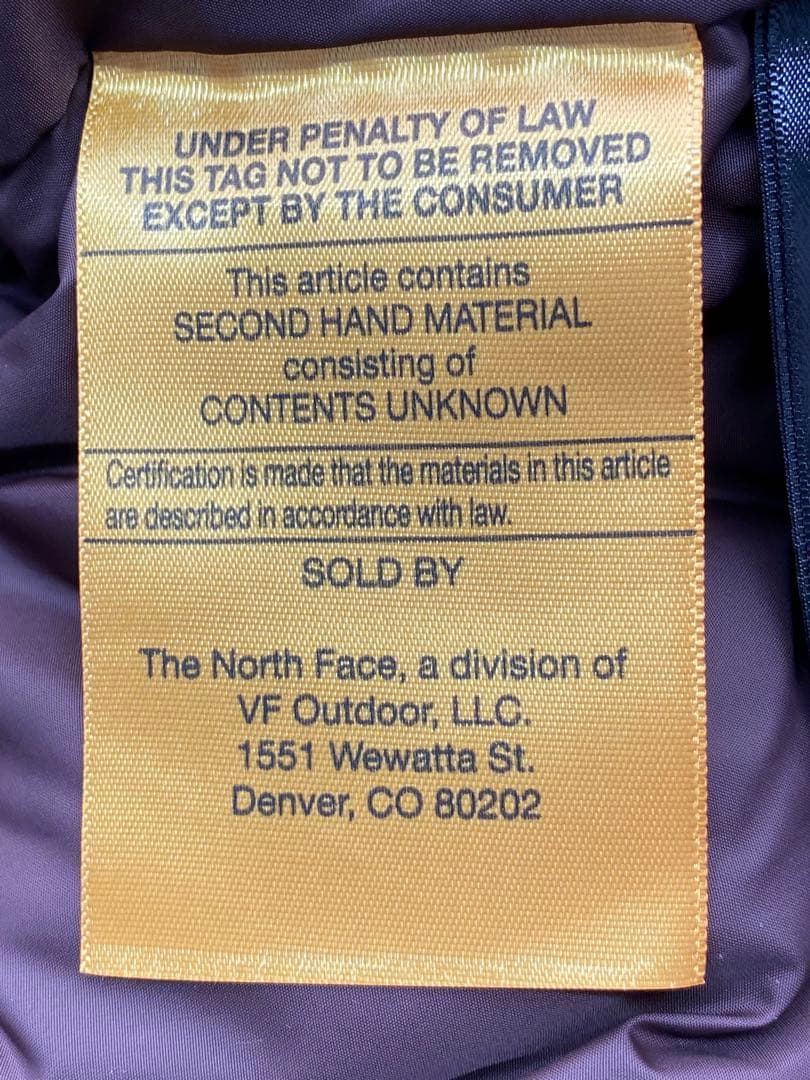 UNDER PENALTY OF LAW
THIS TAG NOT TO BE REMOVED
EXCEPT BY THE CONSUMER
This article contains
SECOND HAND MATERIAL
consisting of
CONTENTS UNKNOWN
Certification is made that the materials in this article
are described in accordance with law.
SOLD BY
The North Face, a division of
VF Outdoor, LLC.
1551 Wewatta St.
Denver, CO 80202